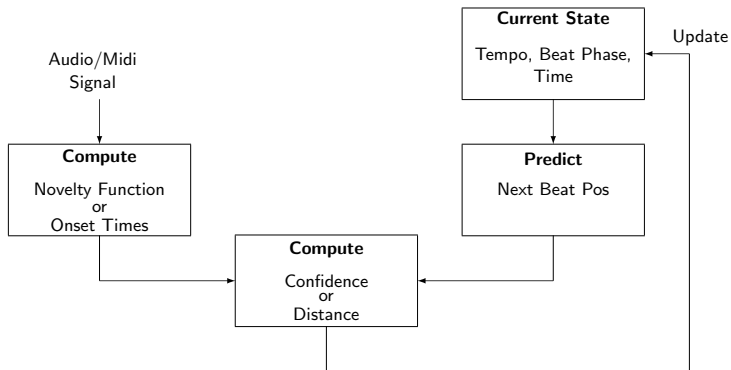 Current State
Tempo, Beat Phase,
Time
Update
Audio/Midi
Signal
Compute
Novelty Function
or
Onset Times
Predict
Next Beat Pos
Compute
Confidence
or
Distance